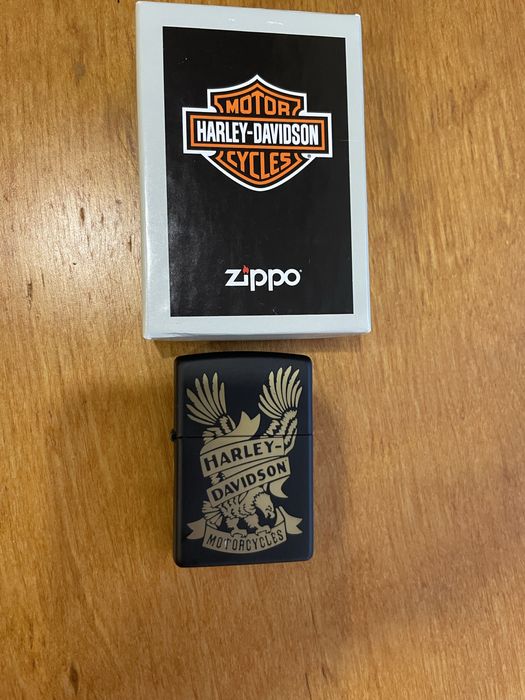 MOTOR
HARLEY-DAVIDSON
CYCLES
zippo
HARLEY-
DAVIDSON
MOTORCYCLES